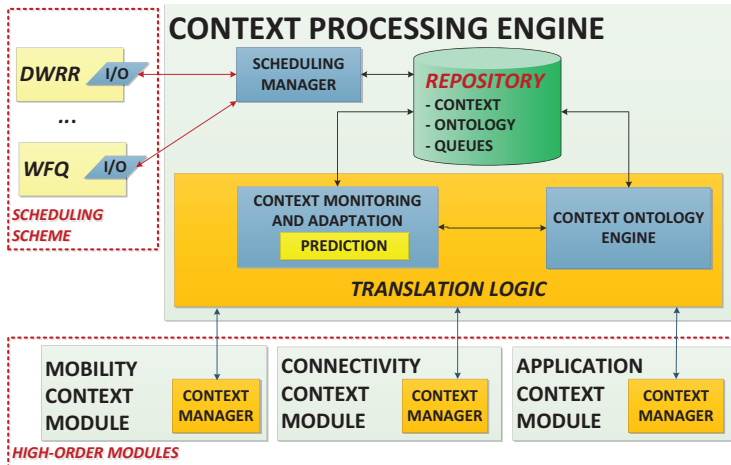 CONTEXT PROCESSING ENGINE
DWRR
I/O
...
WFQ
I/O
SCHEDULING
SCHEME
SCHEDULING
MANAGER
REPOSITORY
- CONTEXT
- ONTOLOGY
- QUEUES
CONTEXT MONITORING
AND ADAPTATION
PREDICTION
CONTEXT ONTOLOGY
ENGINE
TRANSLATION LOGIC
MOBILITY
CONTEXT
MODULE
CONTEXT
MANAGER
CONNECTIVITY
CONTEXT
MODULE
CONTEXT
MANAGER
APPLICATION
CONTEXT
MODULE
CONTEXT
MANAGER
HIGH-ORDER MODULES